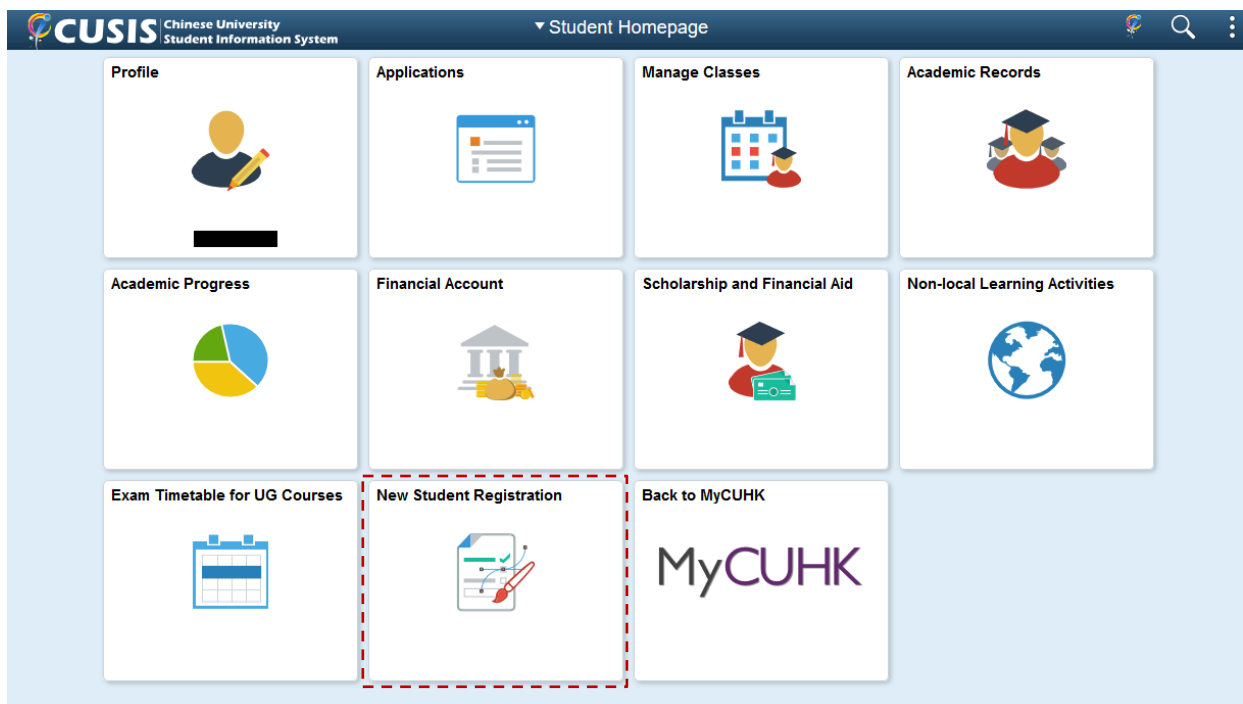 CUSIS Chinese University
Student Information System
Student Homepage
Profile
Applications
Manage Classes
Academic Records
Academic Progress
Financial Account
Scholarship and Financial Aid
Non-local Learning Activities
Exam Timetable for UG Courses
New Student Registration
Back to MyCUHK
MyCUHK